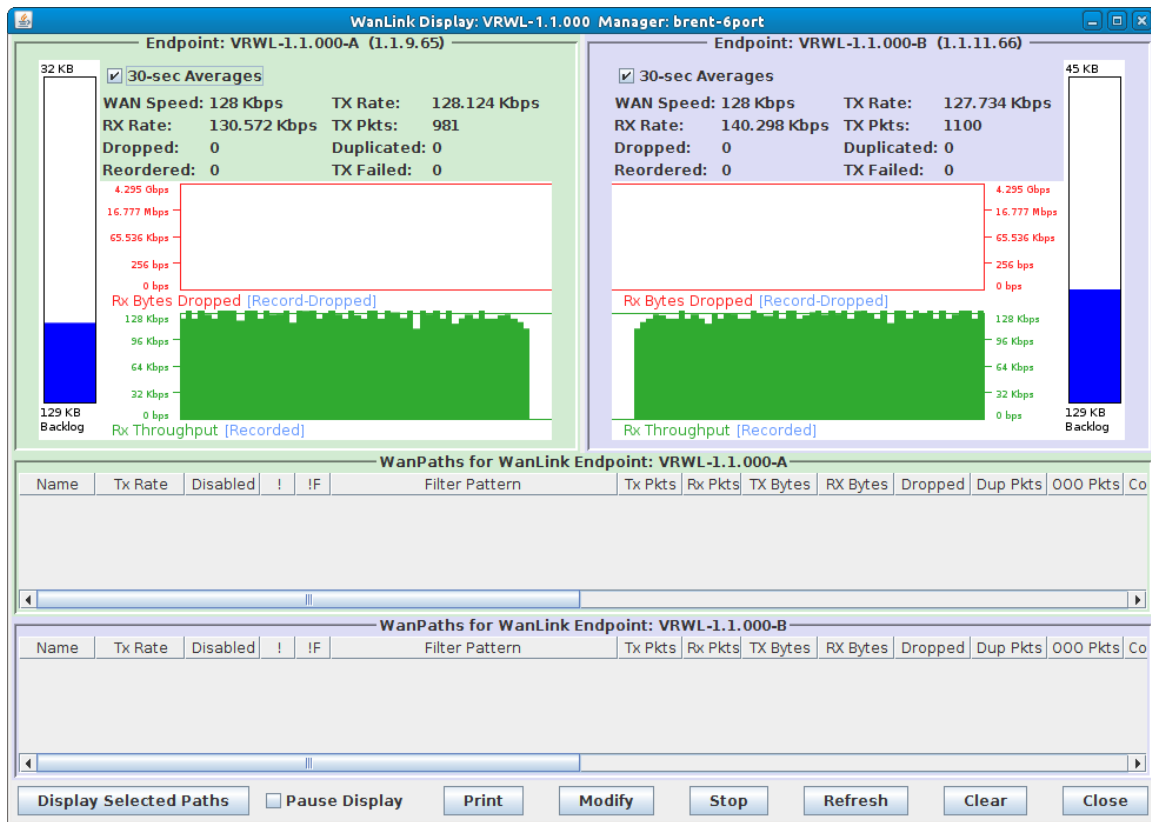 WanLink Display: VRWL-1.1.000 Manager: brent-6port
Endpoint: VRWL-1.1.000-A (1.1.9.65)
32 KB
30-sec Averages
WAN Speed: 128 Kbps TX Rate: 128.124 Kbps
RX Rate: 130.572 Kbps TX Pkts: 981
Dropped: 0 Duplicated: 0
Reordered: 0 TX Failed: 0
4.295 Gbps
16.777 Mbps
65.536 Kbps
256 bps
0 bps
Rx Bytes Dropped [Record-Dropped]
128 Kbps
96 Kbps
64 Kbps
32 Kbps
0 bps
129 KB
Backlog
Rx Throughput [Recorded]
Endpoint: VRWL-1.1.000-B (1.1.11.66)
30-sec Averages
45 KB
WAN Speed: 128 Kbps TX Rate: 127.734 Kbps
RX Rate: 140.298 Kbps TX Pkts: 1100
Dropped: 0 Duplicated: 0
Reordered: 0 TX Failed: 0
4.295 Gbps
16.777 Mbps
65.536 Kbps
256 bps
0 bps
Rx Bytes Dropped [Record-Dropped]
128 Kbps
96 Kbps
64 Kbps
32 Kbps
0 bps
129 KB
Backlog
Rx Throughput [Recorded]
WanPaths for WanLink Endpoint: VRWL-1.1.000-A
Name Tx Rate Disabled ! !F Filter Pattern Tx Pkts Rx Pkts TX Bytes RX Bytes Dropped Dup Pkts OOO Pkts Co
WanPaths for WanLink Endpoint: VRWL-1.1.000-B
Name Tx Rate Disabled ! !F Filter Pattern Tx Pkts Rx Pkts TX Bytes RX Bytes Dropped Dup Pkts OOO Pkts Co
Display Selected Paths Pause Display Print Modify Stop Refresh Clear Close